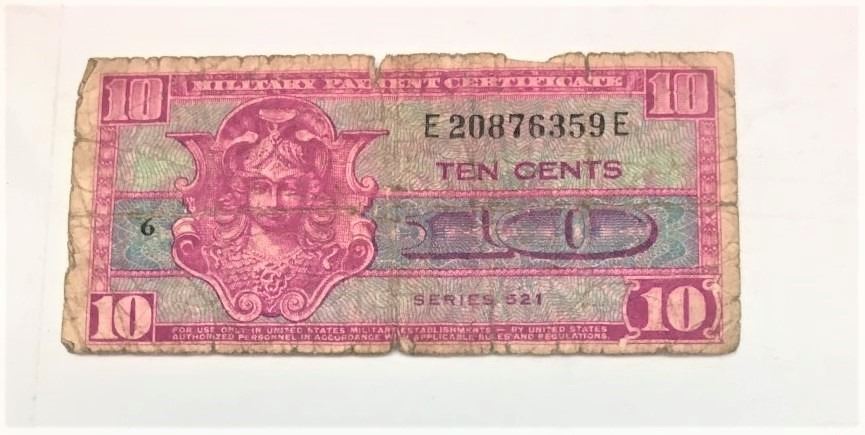 10 MILITARY PAYMENT CERTIFICATE 10
E20876359E
TEN CENTS
6 10
SERIES 521
10 10
FOR USE ONLY IN UNITED STATES MILITARY ESTABLISHMENTS — BY UNITED STATES
AUTHORIZED PERSONNEL IN ACCORDANCE WITH APPLICABLE RULES AND REGULATIONS.